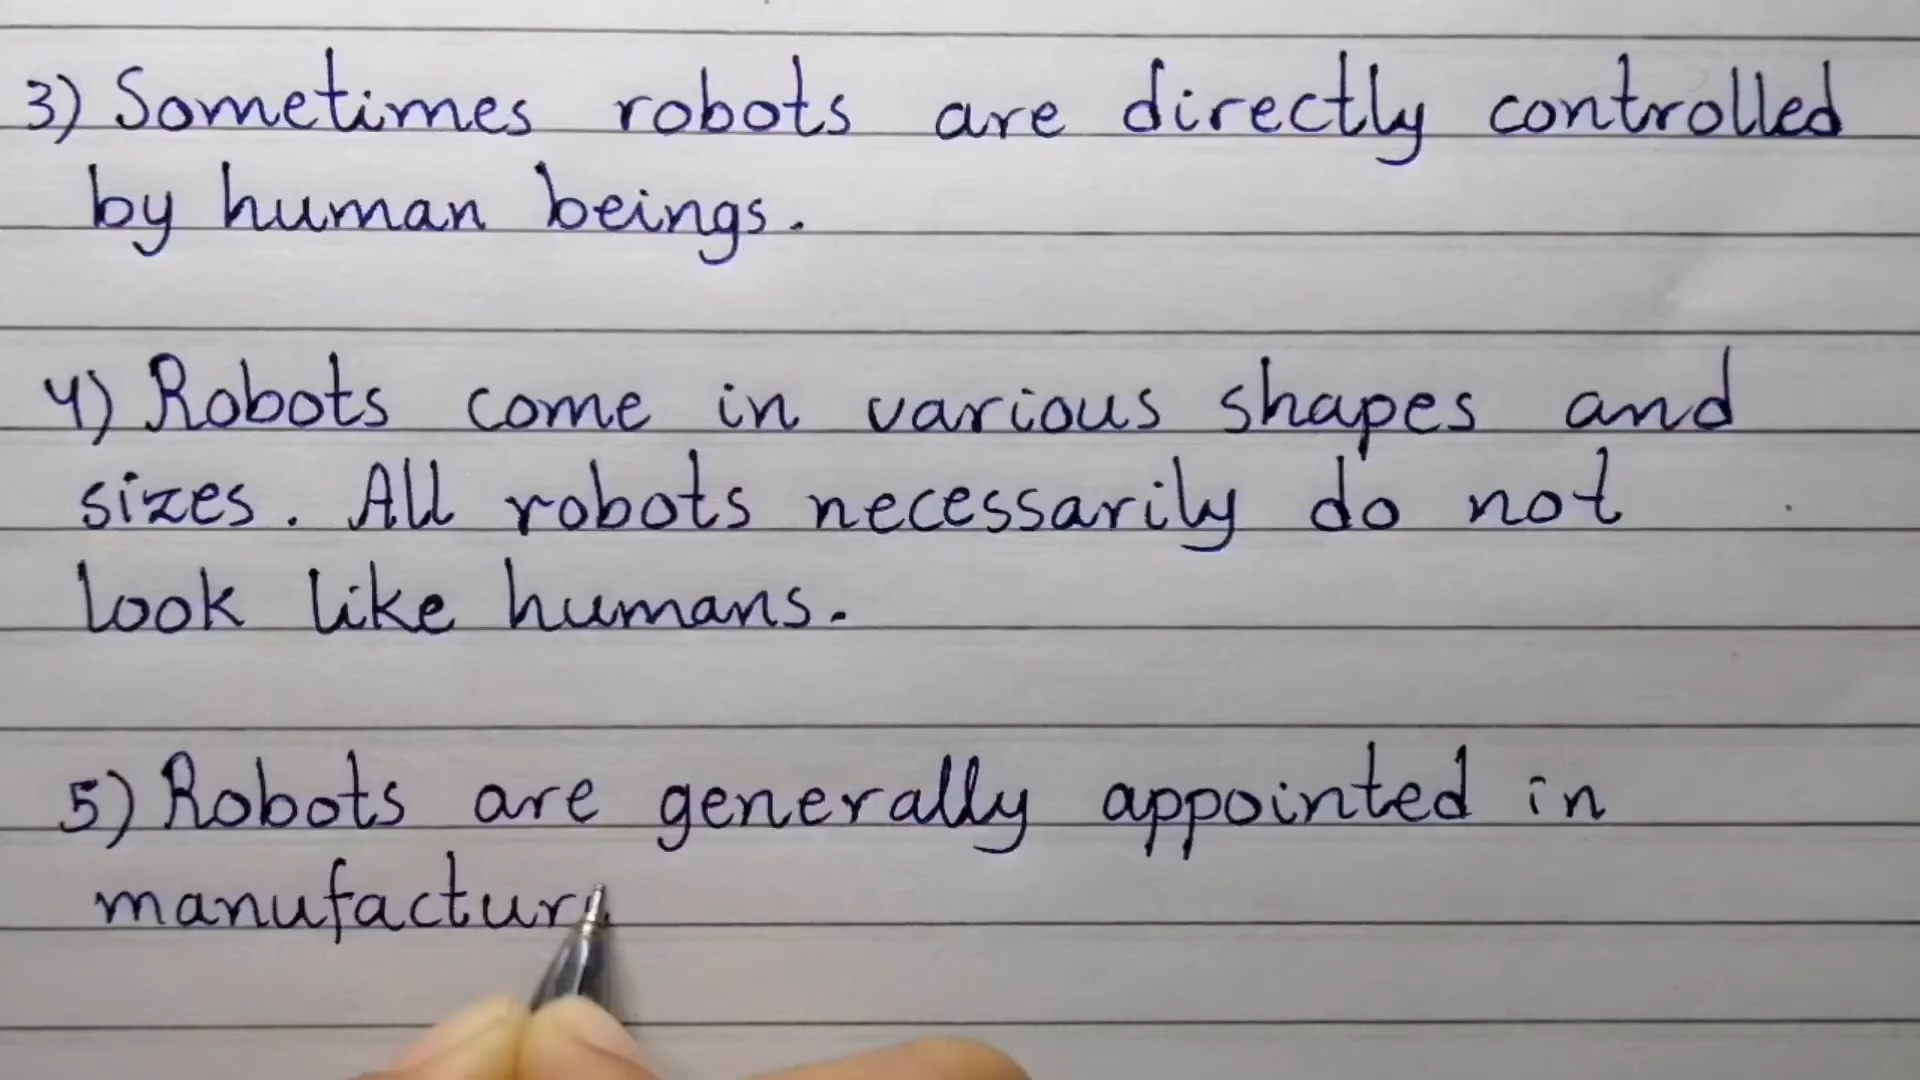 3) Sometimes robots are directly controlled
by human beings.
4) Robots come in various shapes and
sizes. All robots necessarily do not
look like humans.
5) Robots are generally appointed in
manufactur